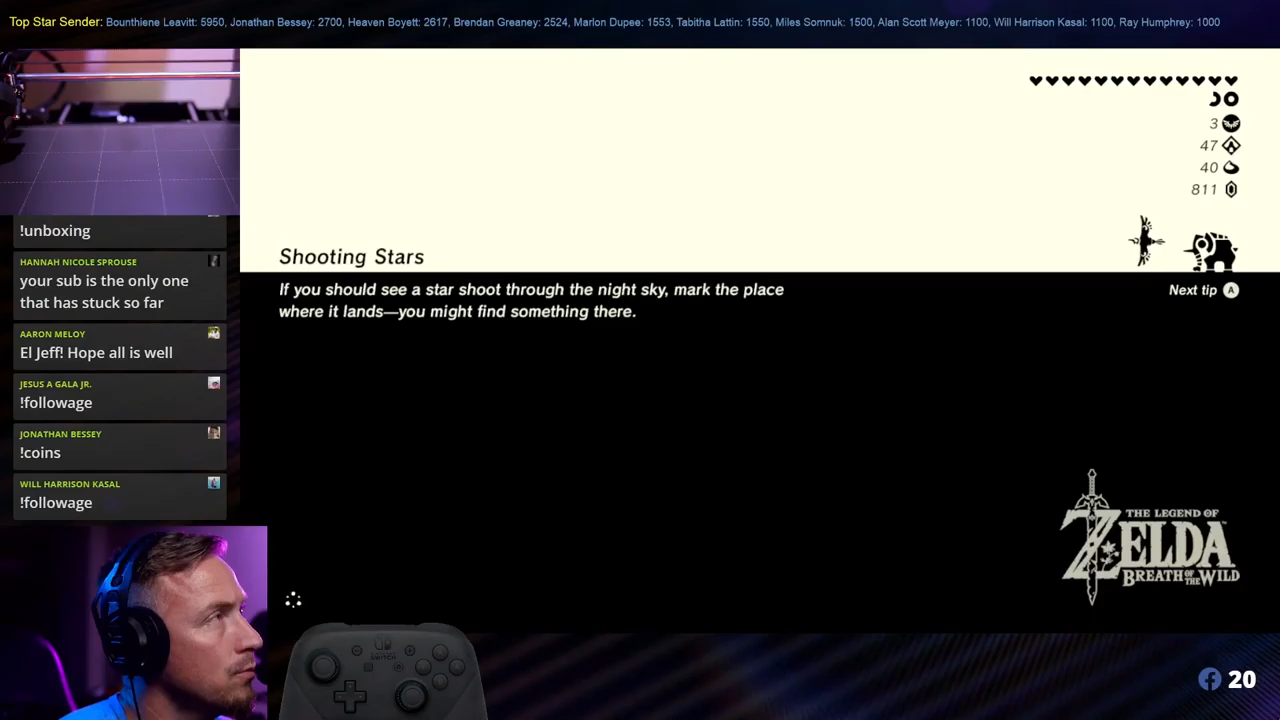 Top Star Sender: Bounthiene Leavitt: 5950, Jonathan Bessey: 2700, Heaven Boyett: 2617, Brendan Greaney: 2524, Marlon Dupee: 1553, Tabitha Lattin: 1550, Miles Somnuk: 1500, Alan Scott Meyer: 1100, Will Harrison Kasal: 1100, Ray Humphrey: 1000
3
47
40
811
!unboxing
HANNAH NICOLE SPROUSE
your sub is the only one
that has stuck so far
AARON MELOY
El Jeff! Hope all is well
JESUS A GALA JR.
!followage
JONATHAN BESSEY
!coins
WILL HARRISON KASAL
!followage
Shooting Stars
If you should see a star shoot through the night sky, mark the place
where it lands—you might find something there.
Next tip A
THE LEGEND OF
ZELDA
BREATH OF THE WILD
20